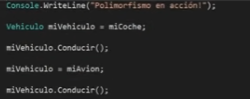 Console.WriteLine("Polimorfismo en acción!");
Vehiculo miVehiculo = miCoche;
miVehiculo.Conducir();
miVehiculo = miAvion;
miVehiculo.Conducir();